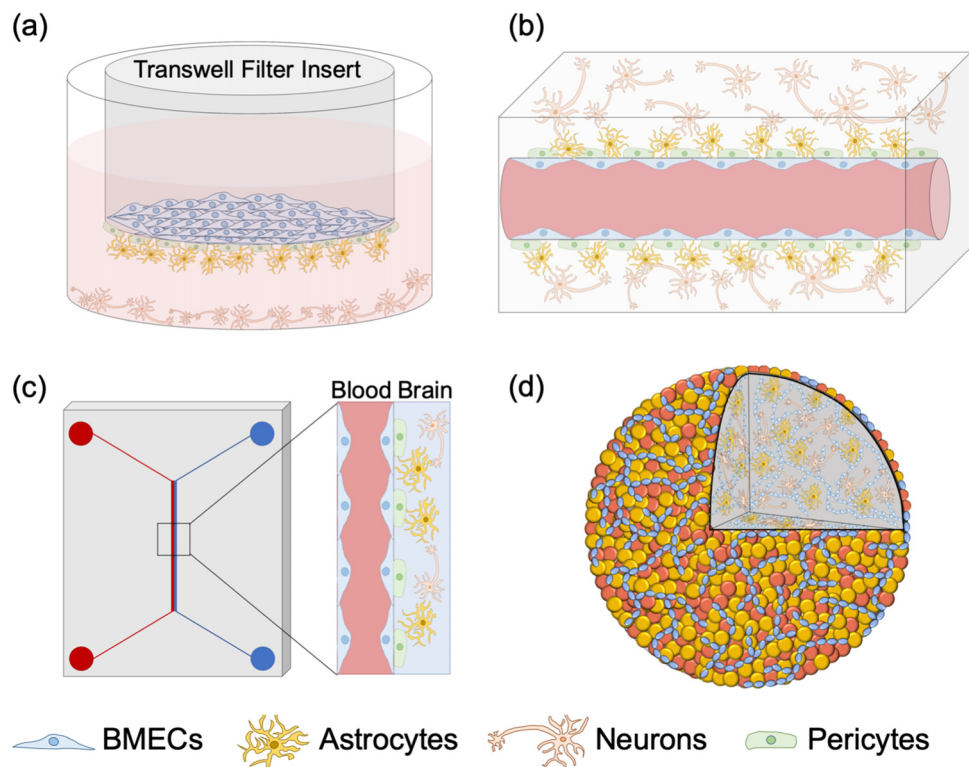 (a)
Transwell Filter Insert
(b)
(c)
Blood Brain
(d)
BMECs
Astrocytes
Neurons
Pericytes